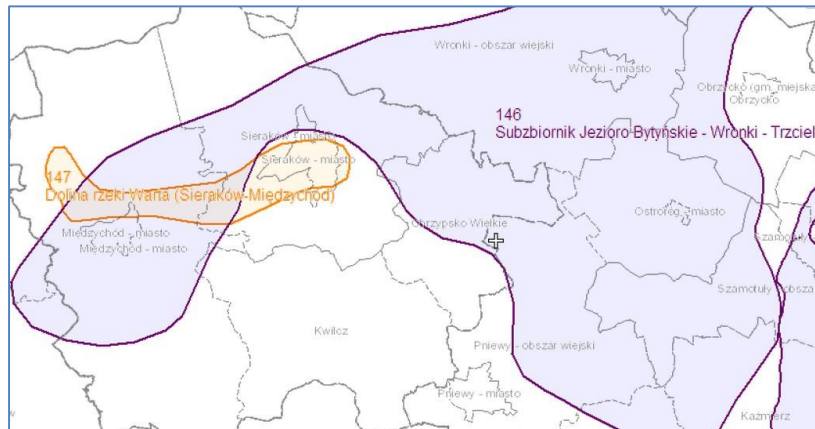 Wronki - obszar wiejski
Wronki - miasto
Obrzycko (gm. miejska
Obrzycko
146
Subzbiornik Jezioro Bytyńskie - Wronki - Trzciel
Sieraków - miasto
Sieraków - miasto
147
Dolina rzeki Warta (Sieraków-Międzychód)
Ostroróg - miasto
Chrzypsko Wielkie
Międzychód - miasto
Międzychód - miasto
Szamotuły
Szamotuły - obsza
Kwilcz
Pniewy - obszar wiejski
Pniewy - miasto
Kaźmierz